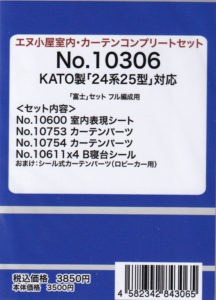 エヌ小屋室内・カーテンコンプリートセット
No.10306
KATO製「24系25型」対応
「富士」セット フル編成用
＜セット内容＞
No.10600 室内表現シート
No.10753 カーテンパーツ
No.10754 カーテンパーツ
No.10611x4 B寝台シール
おまけ：シール式カーテンパーツ（ロビーカー用）
税込価格 3850円
本体価格 3500円
4 582342 843065